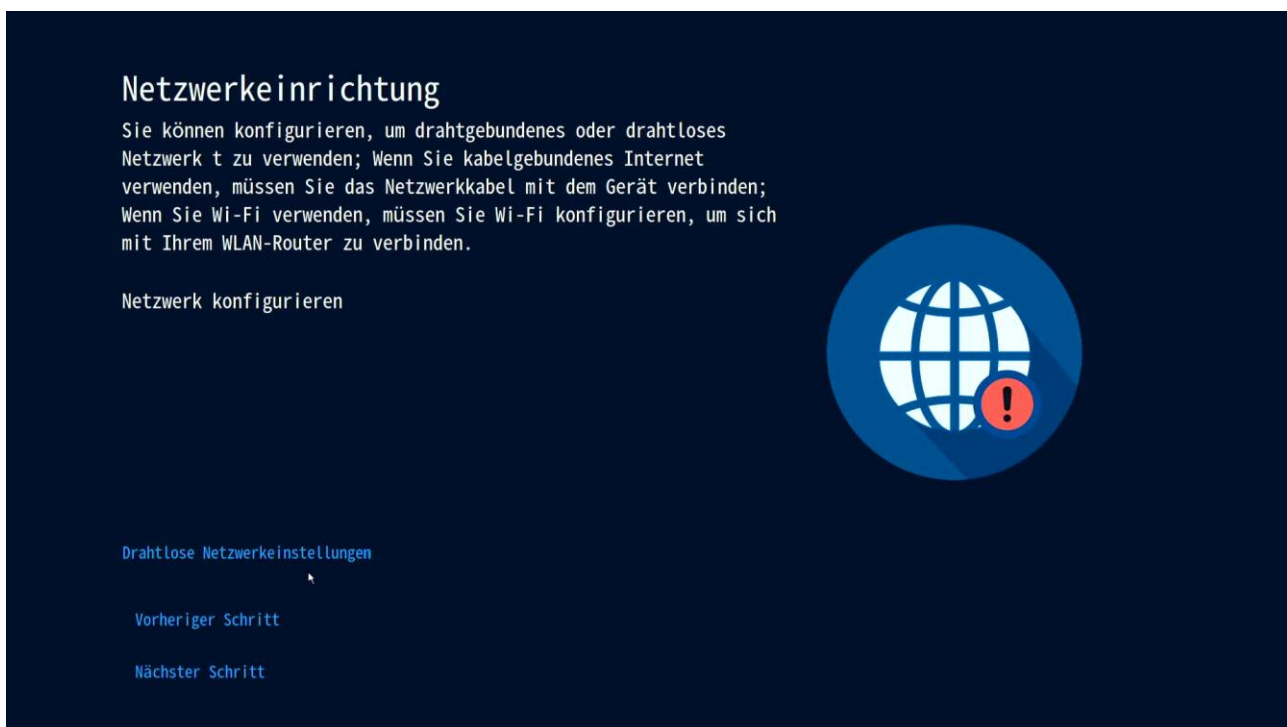 Netzwerkeinrichtung
Sie können konfigurieren, um drahtgebundenes oder drahtloses
Netzwerk t zu verwenden; Wenn Sie kabelgebundenes Internet
verwenden, müssen Sie das Netzwerkkabel mit dem Gerät verbinden;
Wenn Sie Wi-Fi verwenden, müssen Sie Wi-Fi konfigurieren, um sich
mit Ihrem WLAN-Router zu verbinden.
Netzwerk konfigurieren
Drahtlose Netzwerkeinstellungen
Vorheriger Schritt
Nächster Schritt